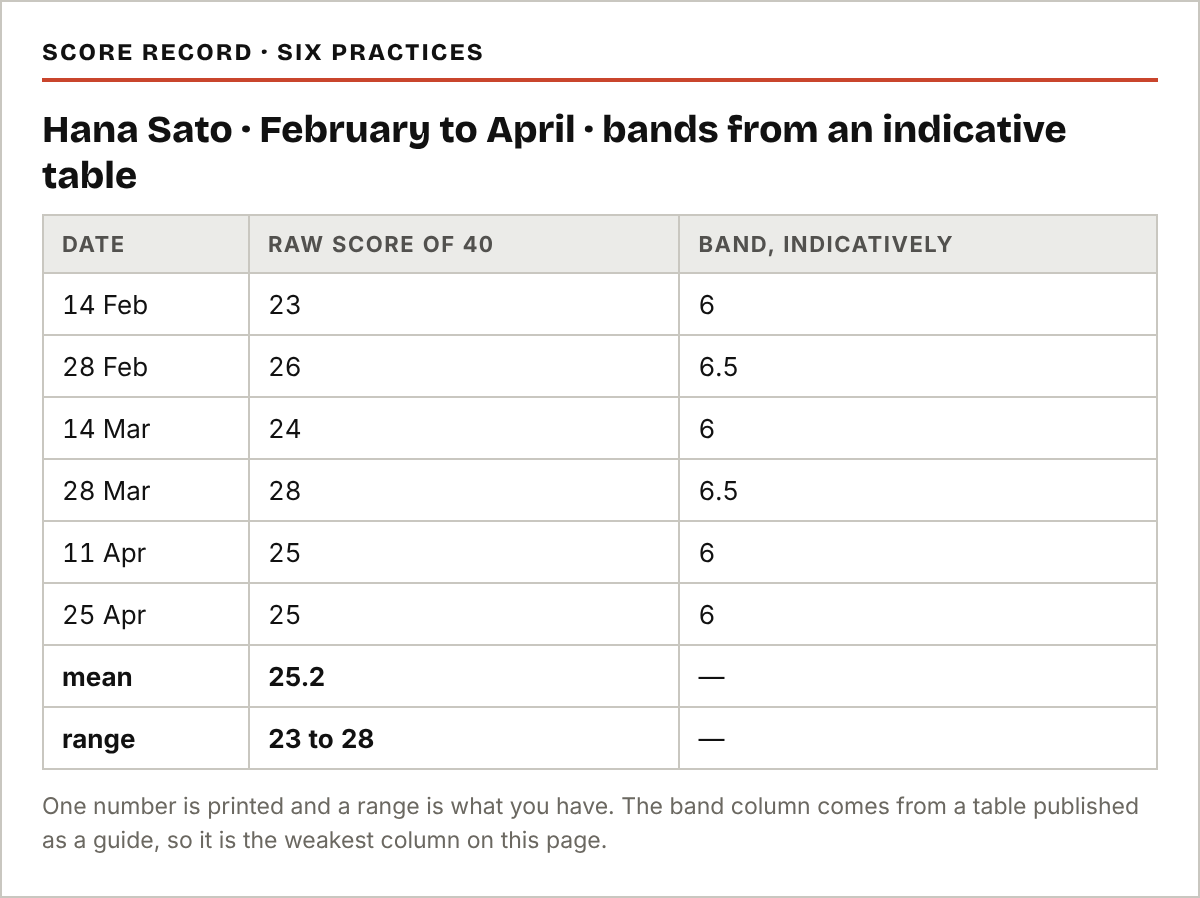 SCORE RECORD · SIX PRACTICES
Hana Sato · February to April · bands from an indicative
table
DATE RAW SCORE OF 40 BAND, INDICATIVELY
14 Feb 23 6
28 Feb 26 6.5
14 Mar 24 6
28 Mar 28 6.5
11 Apr 25 6
25 Apr 25 6
mean 25.2 —
range 23 to 28 —
One number is printed and a range is what you have. The band column comes from a table published
as a guide, so it is the weakest column on this page.